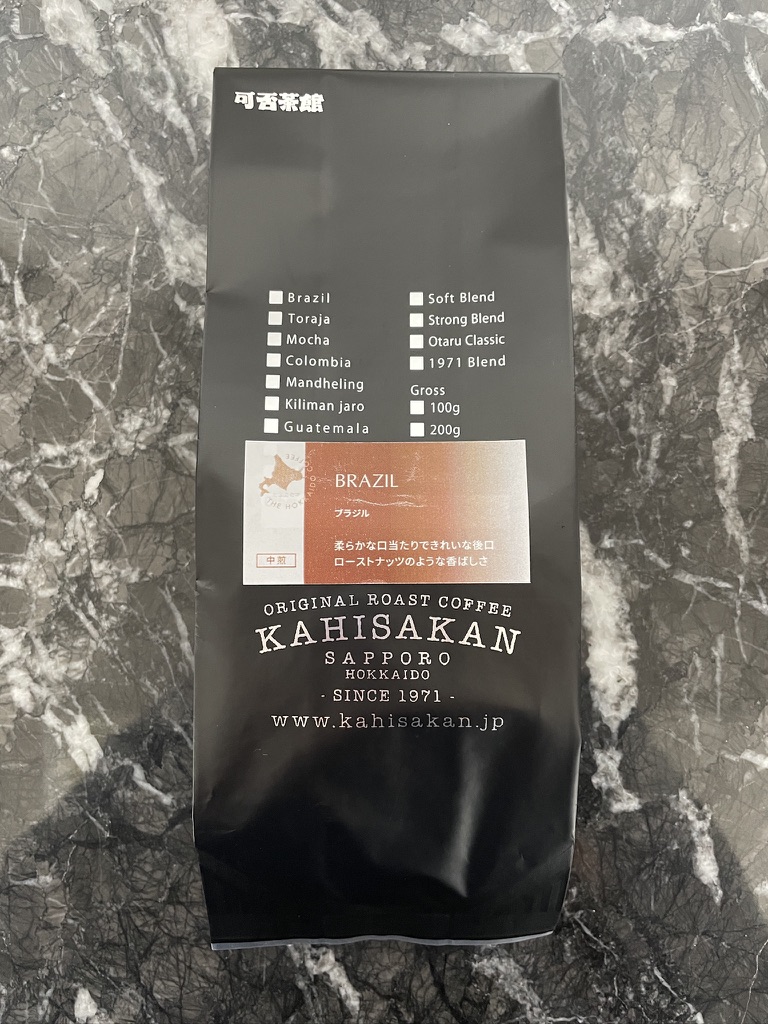 可否茶館
Brazil
Toraja
Mocha
Colombia
Mandheling
Kiliman jaro
Guatemala
Soft Blend
Strong Blend
Otaru Classic
1971 Blend
Gross
100g
200g
BRAZIL
ブラジル
柔らかな口当たりできれいな後口
ローストナッツのような香ばしさ
中煎
ORIGINAL ROAST COFFEE
KAHISAKAN
SAPPORO
HOKKAIDO
- SINCE 1971 -
www.kahisakan.jp